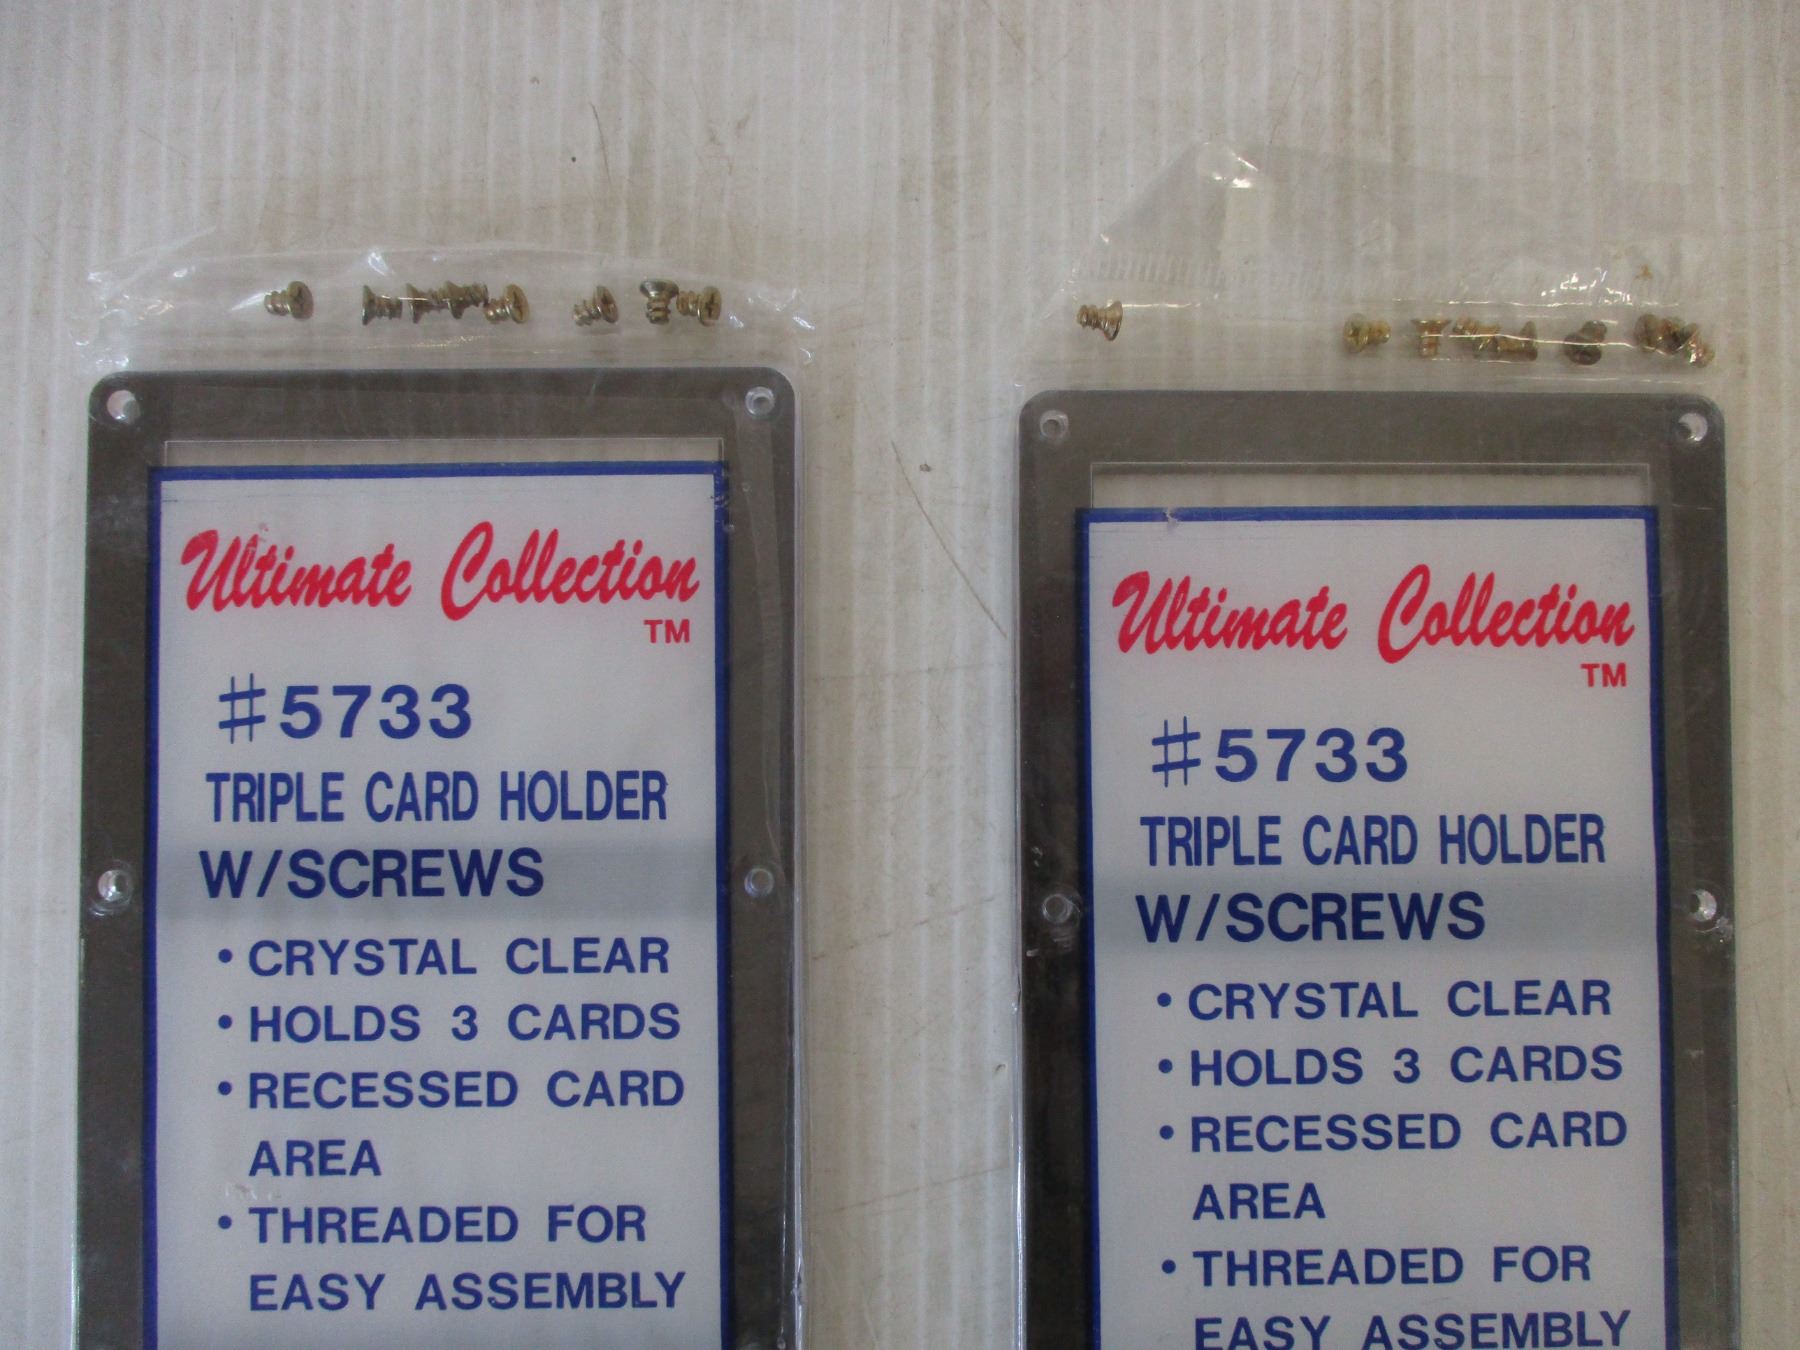 Ultimate Collection
TM
#5733
TRIPLE CARD HOLDER
W/SCREWS
• CRYSTAL CLEAR
• HOLDS 3 CARDS
• RECESSED CARD
AREA
• THREADED FOR
EASY ASSEMBLY
Ultimate Collection
TM
#5733
TRIPLE CARD HOLDER
W/SCREWS
• CRYSTAL CLEAR
• HOLDS 3 CARDS
• RECESSED CARD
AREA
• THREADED FOR
EASY ASSEMBLY